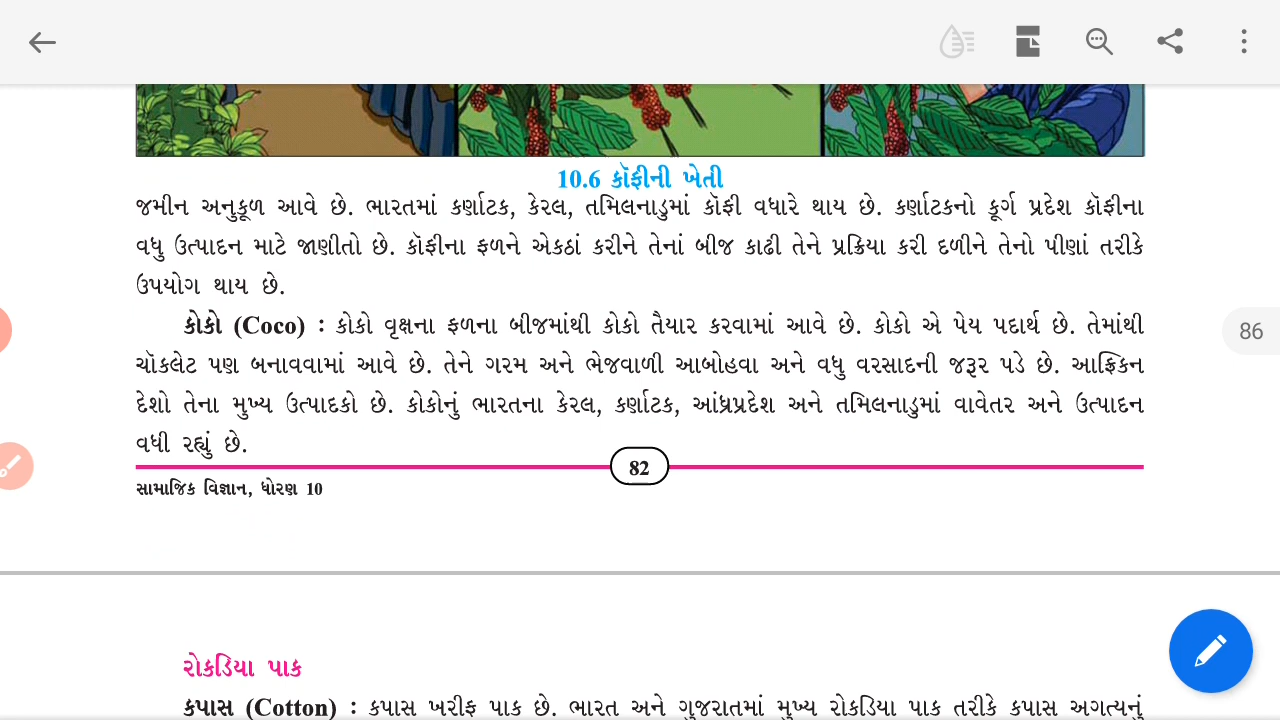 10.6 કૉફીની ખેતી
જમીન અનુકૂળ આવે છે. ભારતમાં કર્ણાટક, કેરલ, તમિલનાડુમાં કૉફી વધારે થાય છે. કર્ણાટકનો કૂર્ગ પ્રદેશ કૉફીના
વધુ ઉત્પાદન માટે જાણીતો છે. કૉફીના ફળને એકઠાં કરીને તેનાં બીજ કાઢી તેને પ્રક્રિયા કરી દળીને તેનો પીણાં તરીકે
ઉપયોગ થાય છે.
કોકો (Coco) : કોકો વૃક્ષના ફળના બીજમાંથી કોકો તૈયાર કરવામાં આવે છે. કોકો એ પેય પદાર્થ છે. તેમાંથી
ચૉકલેટ પણ બનાવવામાં આવે છે. તેને ગરમ અને ભેજવાળી આબોહવા અને વધુ વરસાદની જરૂર પડે છે. આફ્રિકન
દેશો તેના મુખ્ય ઉત્પાદકો છે. કોકોનું ભારતના કેરલ, કર્ણાટક, આંધ્રપ્રદેશ અને તમિલનાડુમાં વાવેતર અને ઉત્પાદન
વધી રહ્યું છે.
82
સામાજિક વિજ્ઞાન, ધોરણ 10
86
રોકડિયા પાક
કપાસ (Cotton) : કપાસ ખરીફ પાક છે. ભારત અને ગુજરાતમાં મુખ્ય રોકડિયા પાક તરીકે કપાસ અગત્યનું